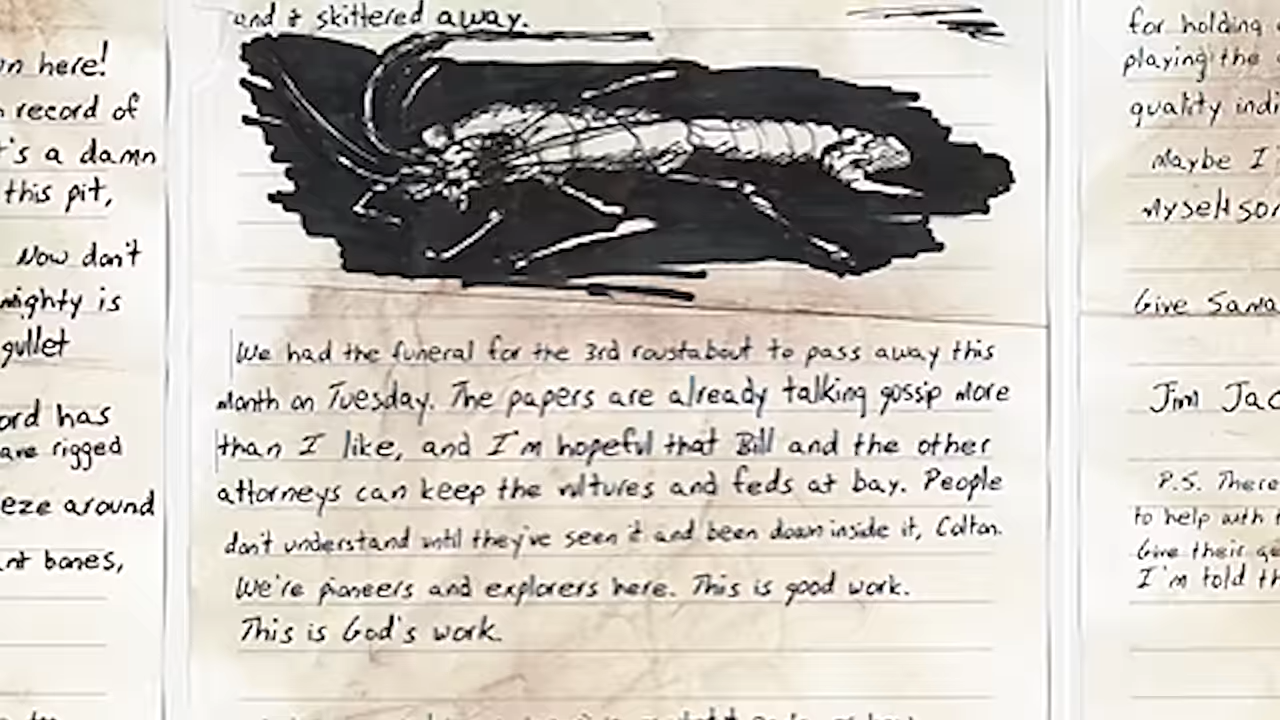 and it skittered away.
n here!
record of
's a damn
this pit,
Now don't
mighty is
gullet
ord has
are rigged
eze around
nt bones,
We had the funeral for the 3rd roustabout to pass away this
month on Tuesday. The papers are already talking gossip more
than I like, and I'm hopeful that Bill and the other
attorneys can keep the vultures and feds at bay. People
don't understand until they've seen it and been down inside it, Colton.
We're pioneers and explorers here. This is good work.
This is God's work.
for holding
playing the
quality indi
Maybe I
myself so
Give Sama
Jim Jac
P.S. There
to help with
Give their ge
I'm told th